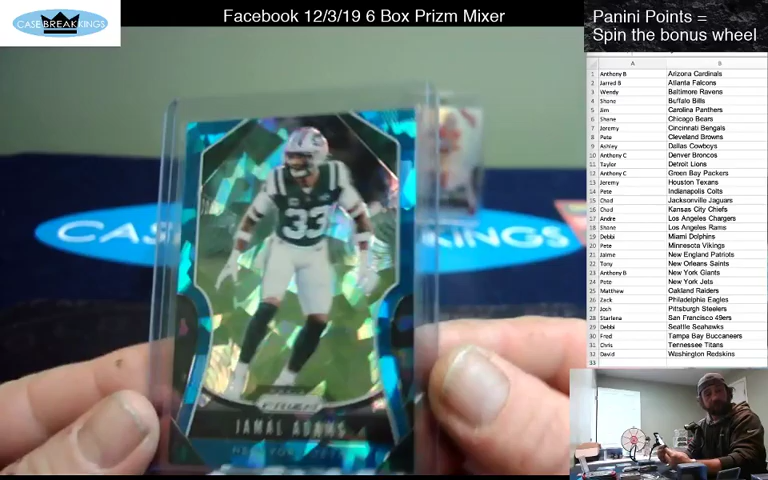 CASE BREAK KINGS
Facebook 12/3/19 6 Box Prizm Mixer
Panini Points =
Spin the bonus wheel
A B
1 Anthony B Arizona Cardinals
2 Jarred B Atlanta Falcons
3 Wendy Baltimore Ravens
4 Shane Buffalo Bills
5 Jim Carolina Panthers
6 Shane Chicago Bears
7 Jeremy Cincinnati Bengals
8 Pete Cleveland Browns
9 Ashley Dallas Cowboys
10 Anthony C Denver Broncos
11 Taylor Detroit Lions
12 Anthony C Green Bay Packers
13 Jeremy Houston Texans
14 Pete Indianapolis Colts
15 Chad Jacksonville Jaguars
16 Chad Kansas City Chiefs
17 Andre Los Angeles Chargers
18 Shane Los Angeles Rams
19 Debbi Miami Dolphins
20 Pete Minnesota Vikings
21 Jaime New England Patriots
22 Tony New Orleans Saints
23 Anthony B New York Giants
24 Pete New York Jets
25 Matthew Oakland Raiders
26 Zack Philadelphia Eagles
27 Josh Pittsburgh Steelers
28 Starlena San Francisco 49ers
29 Debbi Seattle Seahawks
30 Fred Tampa Bay Buccaneers
31 Chris Tennessee Titans
32 David Washington Redskins
33
33
CAS
KINGS
PRIZM
JAMAL ADAMS
NEW YORK JETS